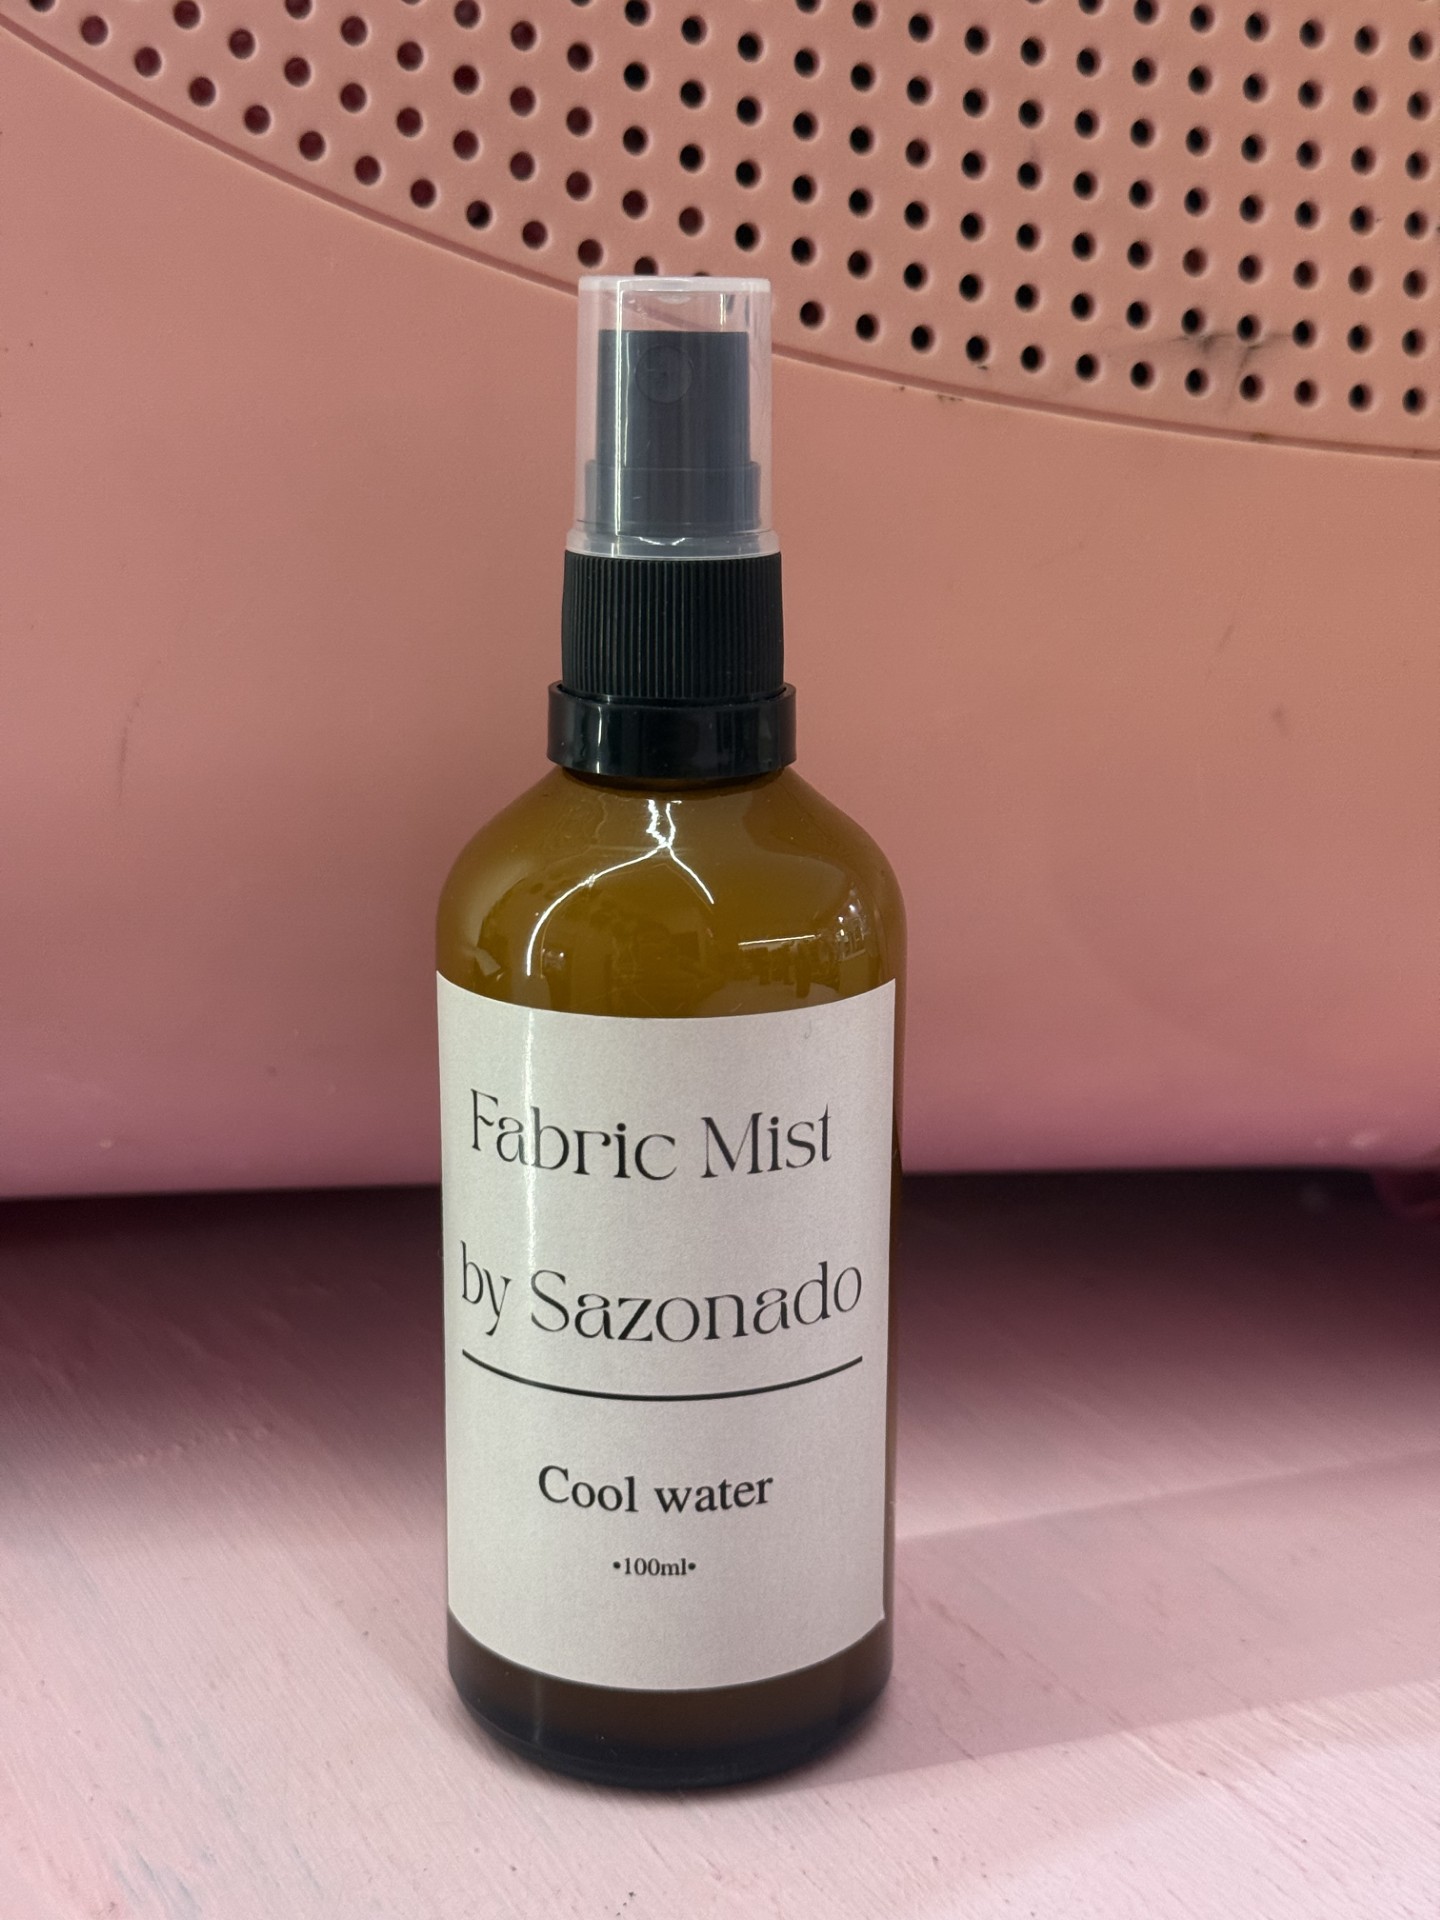 Fabric Mist
by Sazonado
Cool water
•100ml•